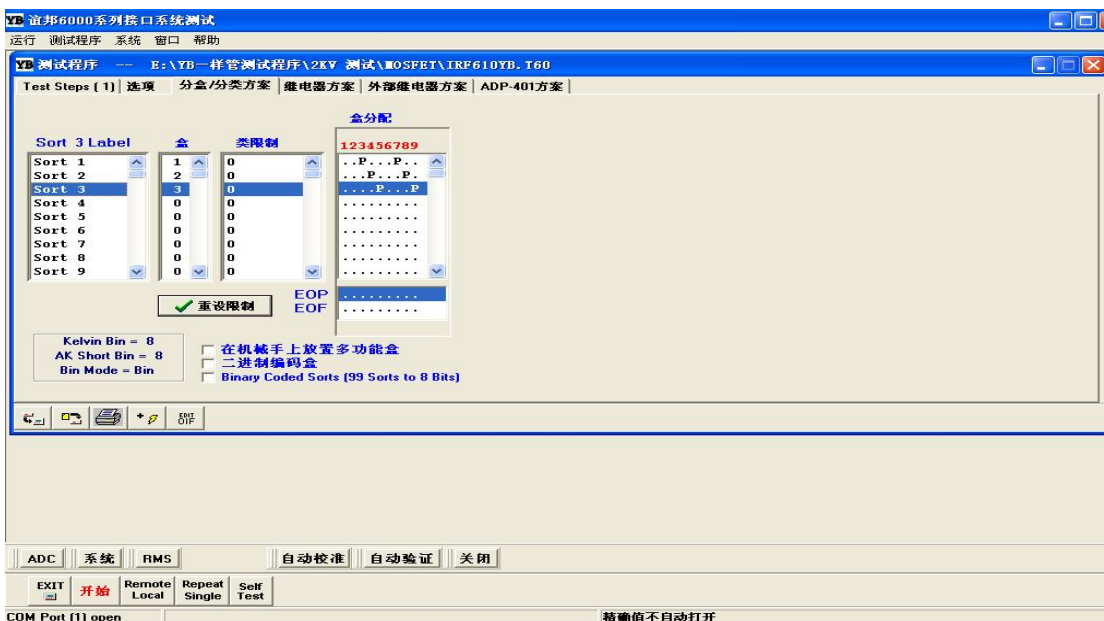 YB 谊邦6000系列接口系统测试
运行 测试程序 系统 窗口 帮助
YB 测试程序 -- E:\YB一样管测试程序\2KV 测试\MOSFET\IRF610YB.T60
Test Steps [ 1] 选项 分盒/分类方案 继电器方案 外部继电器方案 ADP-401方案
盒分配
Sort 3 Label 盒 类限制 123456789
Sort 1 1 0 ..P...P..
Sort 2 2 0 ...P...P.
Sort 3 3 0 ....P...P
Sort 4 0 0 .........
Sort 5 0 0 .........
Sort 6 0 0 .........
Sort 7 0 0 .........
Sort 8 0 0 .........
Sort 9 0 0 .........
重设限制 EOP .........
EOF .........
Kelvin Bin = 8
AK Short Bin = 8
Bin Mode = Bin
在机械手上放置多功能盒
二进制编码盒
Binary Coded Sorts (99 Sorts to 8 Bits)
EDIT
OIF
ADC 系统 RMS 自动校准 自动验证 关闭
EXIT 开始 Remote Local Repeat Single Self Test
COM Port [1] open 精确值不自动打开